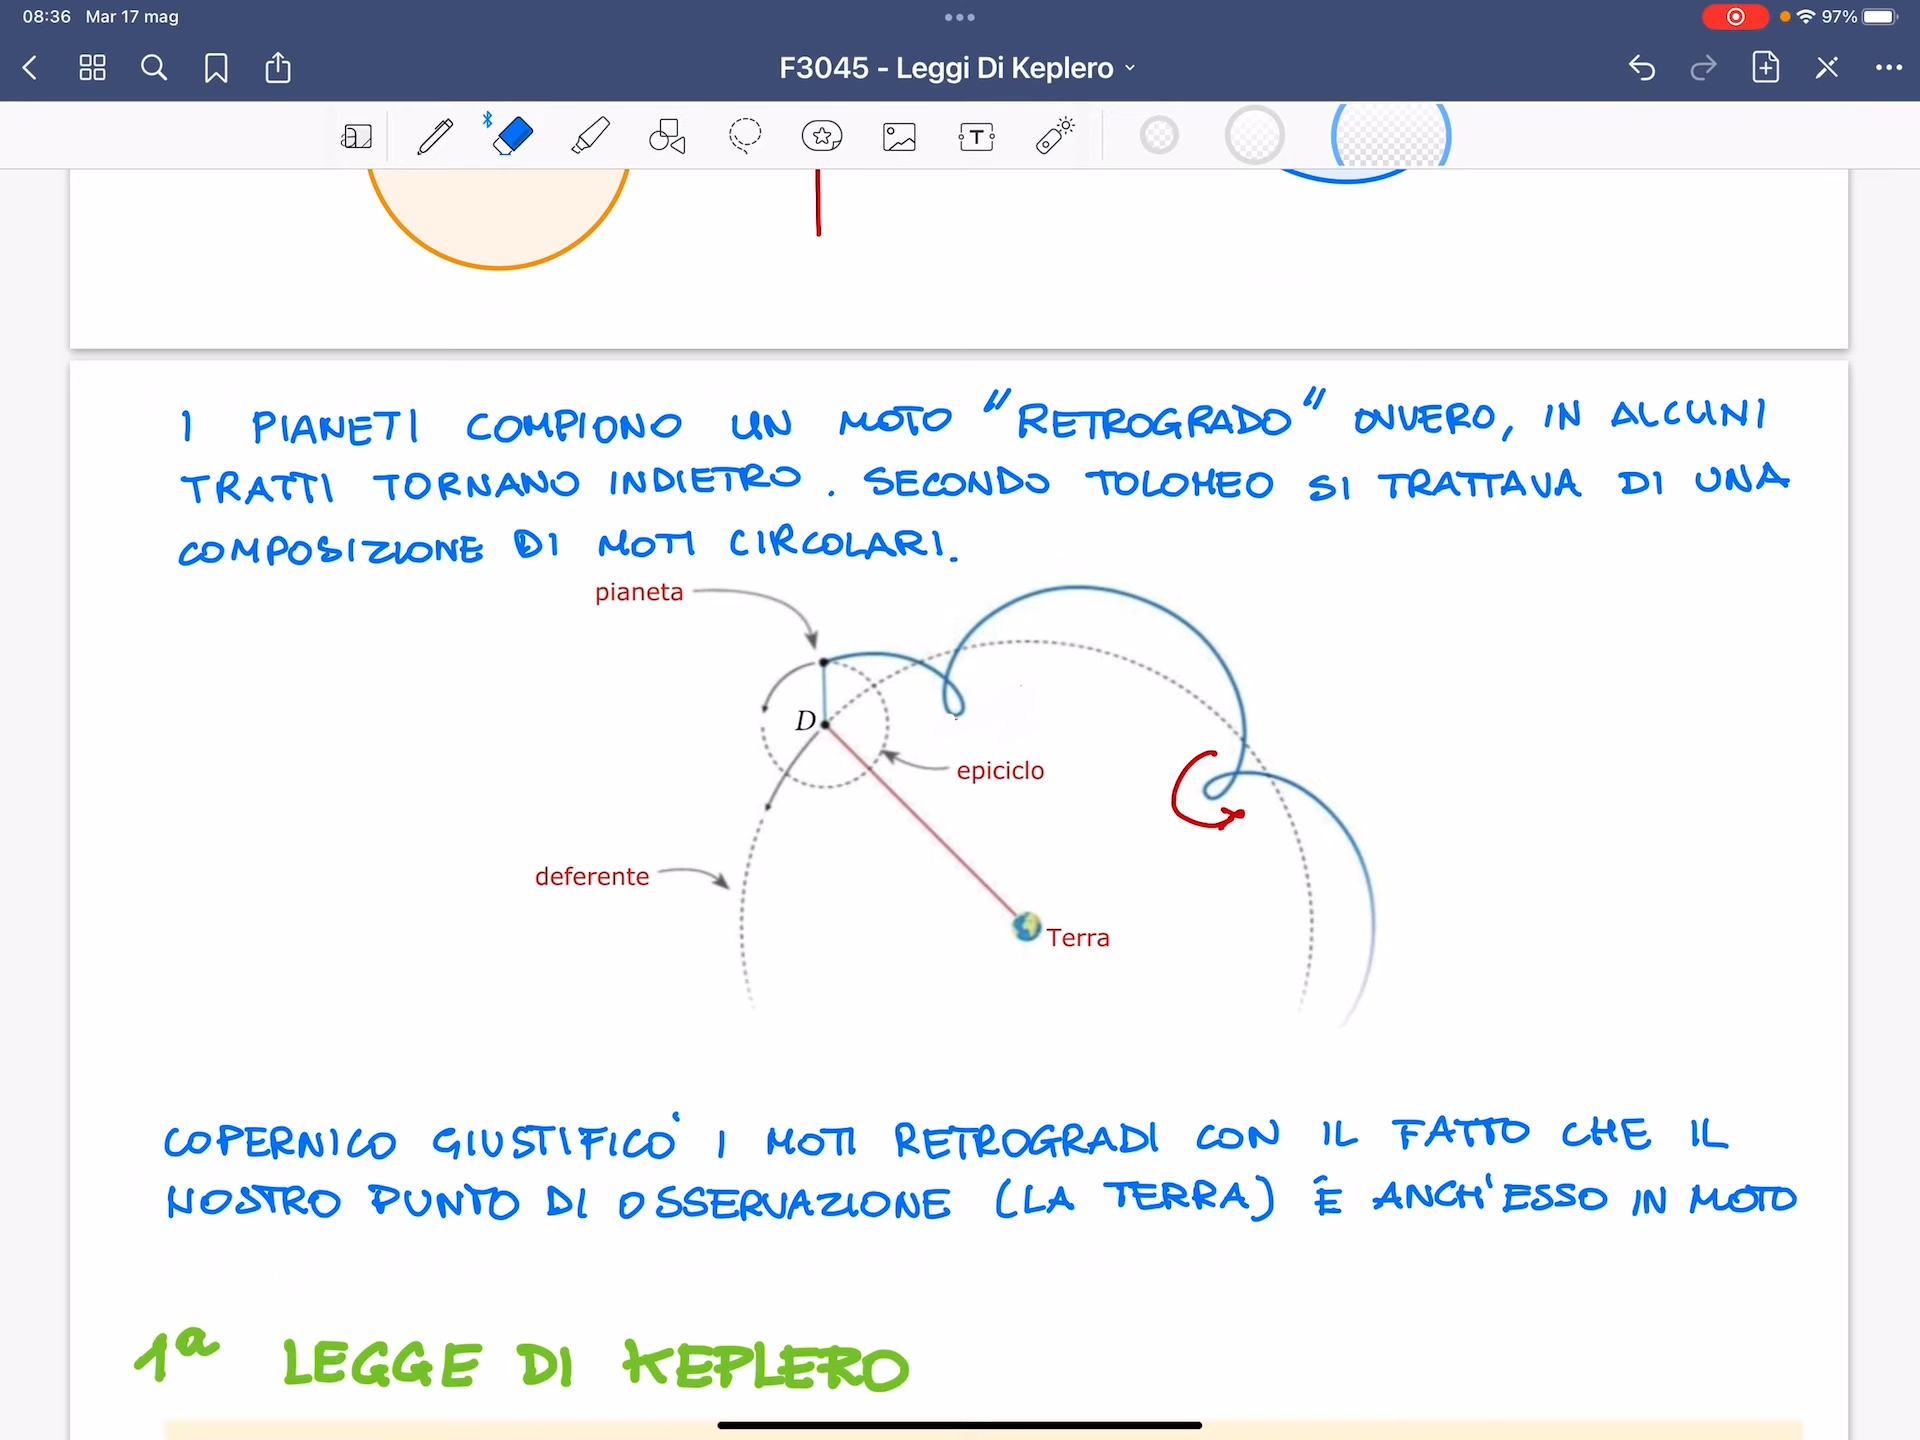 08:36 Mar 17 mag
97%
F3045 - Leggi Di Keplero
I PIANETI COMPIONO UN MOTO "RETROGRADO" OVVERO, IN ALCUNI
TRATTI TORNANO INDIETRO. SECONDO TOLOMEO SI TRATTAVA DI UNA
COMPOSIZIONE DI MOTI CIRCOLARI.
pianeta
D
epiciclo
deferente
Terra
COPERNICO GIUSTIFICO' I MOTI RETROGRADI CON IL FATTO CHE IL
NOSTRO PUNTO DI OSSERVAZIONE (LA TERRA) È ANCH'ESSO IN MOTO
1ª LEGGE DI KEPLERO